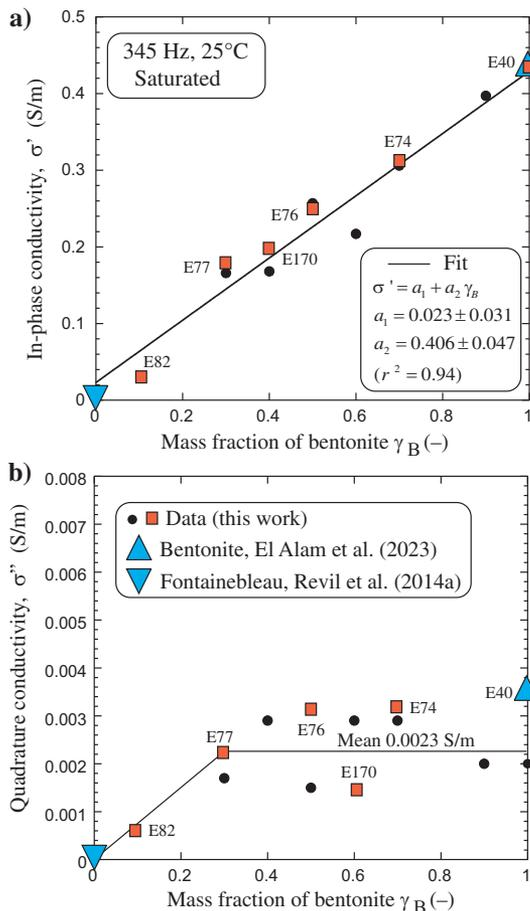 a)
0.5
0.4
0.3
0.2
0.1
0
In-phase conductivity, σ' (S/m)
345 Hz, 25°C
Saturated
E40
E74
E76
E77
E170
E82
Fit
σ ' = a₁ + a₂ γ_B
a₁ = 0.023 ± 0.031
a₂ = 0.406 ± 0.047
(r ² = 0.94)
0 0.2 0.4 0.6 0.8 1
Mass fraction of bentonite γ_B (–)
b)
0.008
0.007
0.006
0.005
0.004
0.003
0.002
0.001
0
Quadrature conductivity, σ" (S/m)
Data (this work)
Bentonite, El Alam et al. (2023)
Fontainebleau, Revil et al. (2014a)
E40
E74
E76
E77
Mean 0.0023 S/m
E170
E82
0 0.2 0.4 0.6 0.8 1
Mass fraction of bentonite γ_B (–)